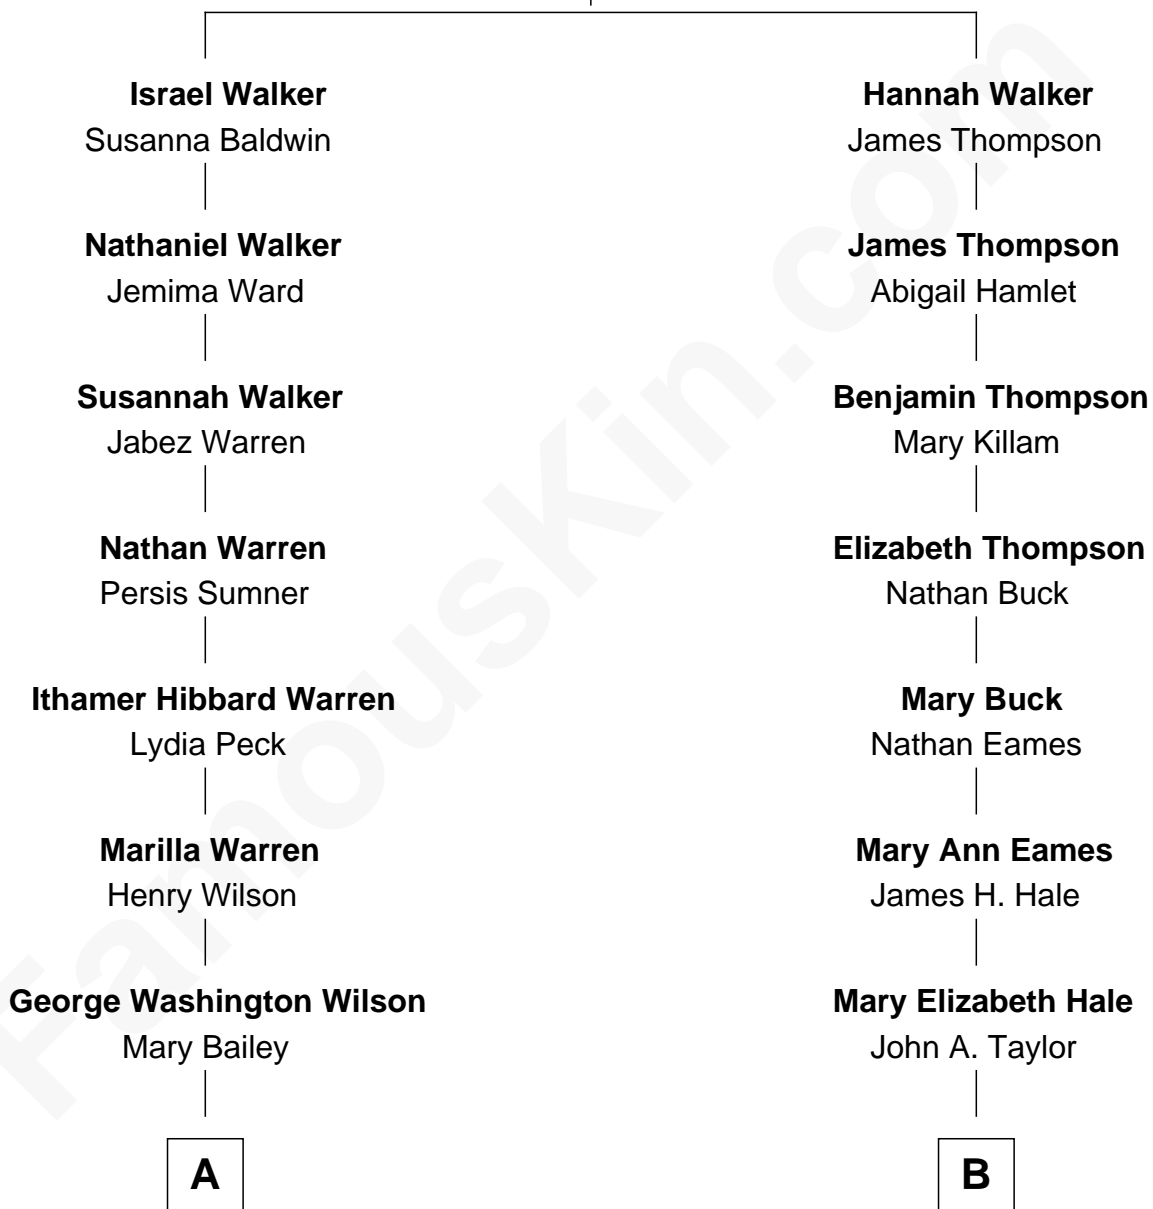 Israel Walker
Susanna Baldwin
Nathaniel Walker
Jemima Ward
Susannah Walker
Jabez Warren
Nathan Warren
Persis Sumner
Ithamer Hibbard Warren
Lydia Peck
Marilla Warren
Henry Wilson
George Washington Wilson
Mary Bailey
A
Hannah Walker
James Thompson
James Thompson
Abigail Hamlet
Benjamin Thompson
Mary Killam
Elizabeth Thompson
Nathan Buck
Mary Buck
Nathan Eames
Mary Ann Eames
James H. Hale
Mary Elizabeth Hale
John A. Taylor
B
FamousKin.com